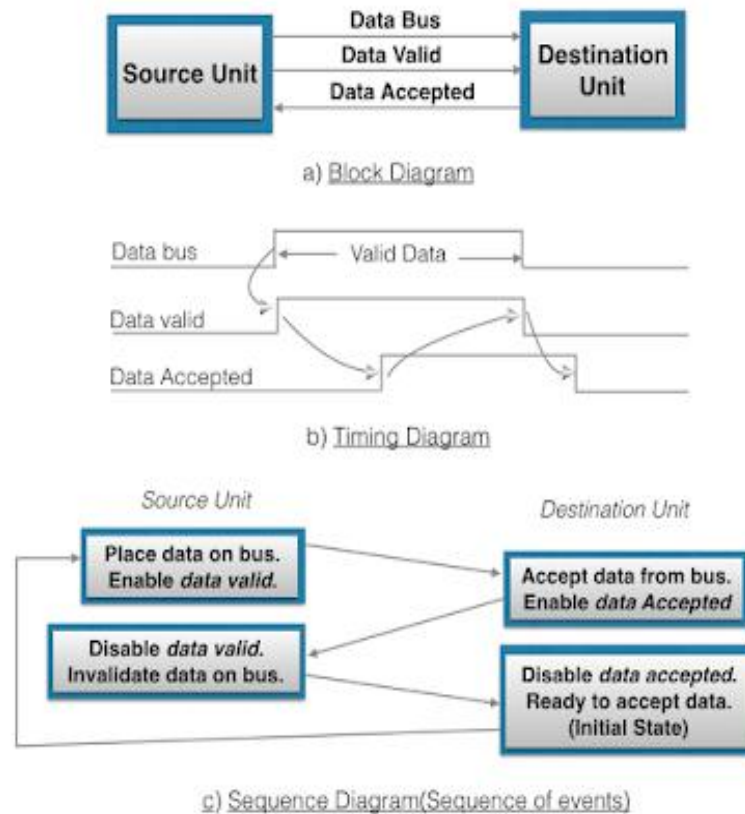 Data Bus
Source Unit
Data Valid
Destination
Unit
Data Accepted
a) Block Diagram
Data bus
Valid Data
Data valid
Data Accepted
b) Timing Diagram
Source Unit
Destination Unit
Place data on bus.
Enable data valid.
Accept data from bus.
Enable data Accepted
Disable data valid.
Invalidate data on bus.
Disable data accepted.
Ready to accept data.
(Initial State)
c) Sequence Diagram(Sequence of events)